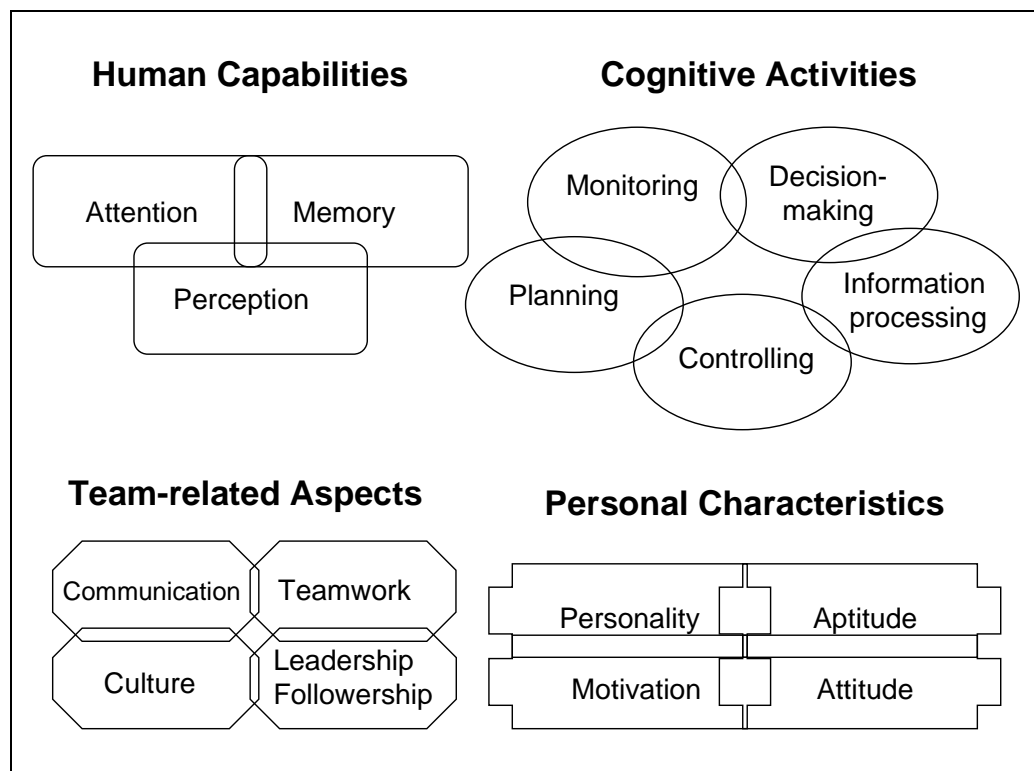 Human Capabilities
Attention
Memory
Perception
Cognitive Activities
Monitoring
Decision-
making
Planning
Information
processing
Controlling
Team-related Aspects
Communication
Teamwork
Culture
Leadership
Followership
Personal Characteristics
Personality
Aptitude
Motivation
Attitude